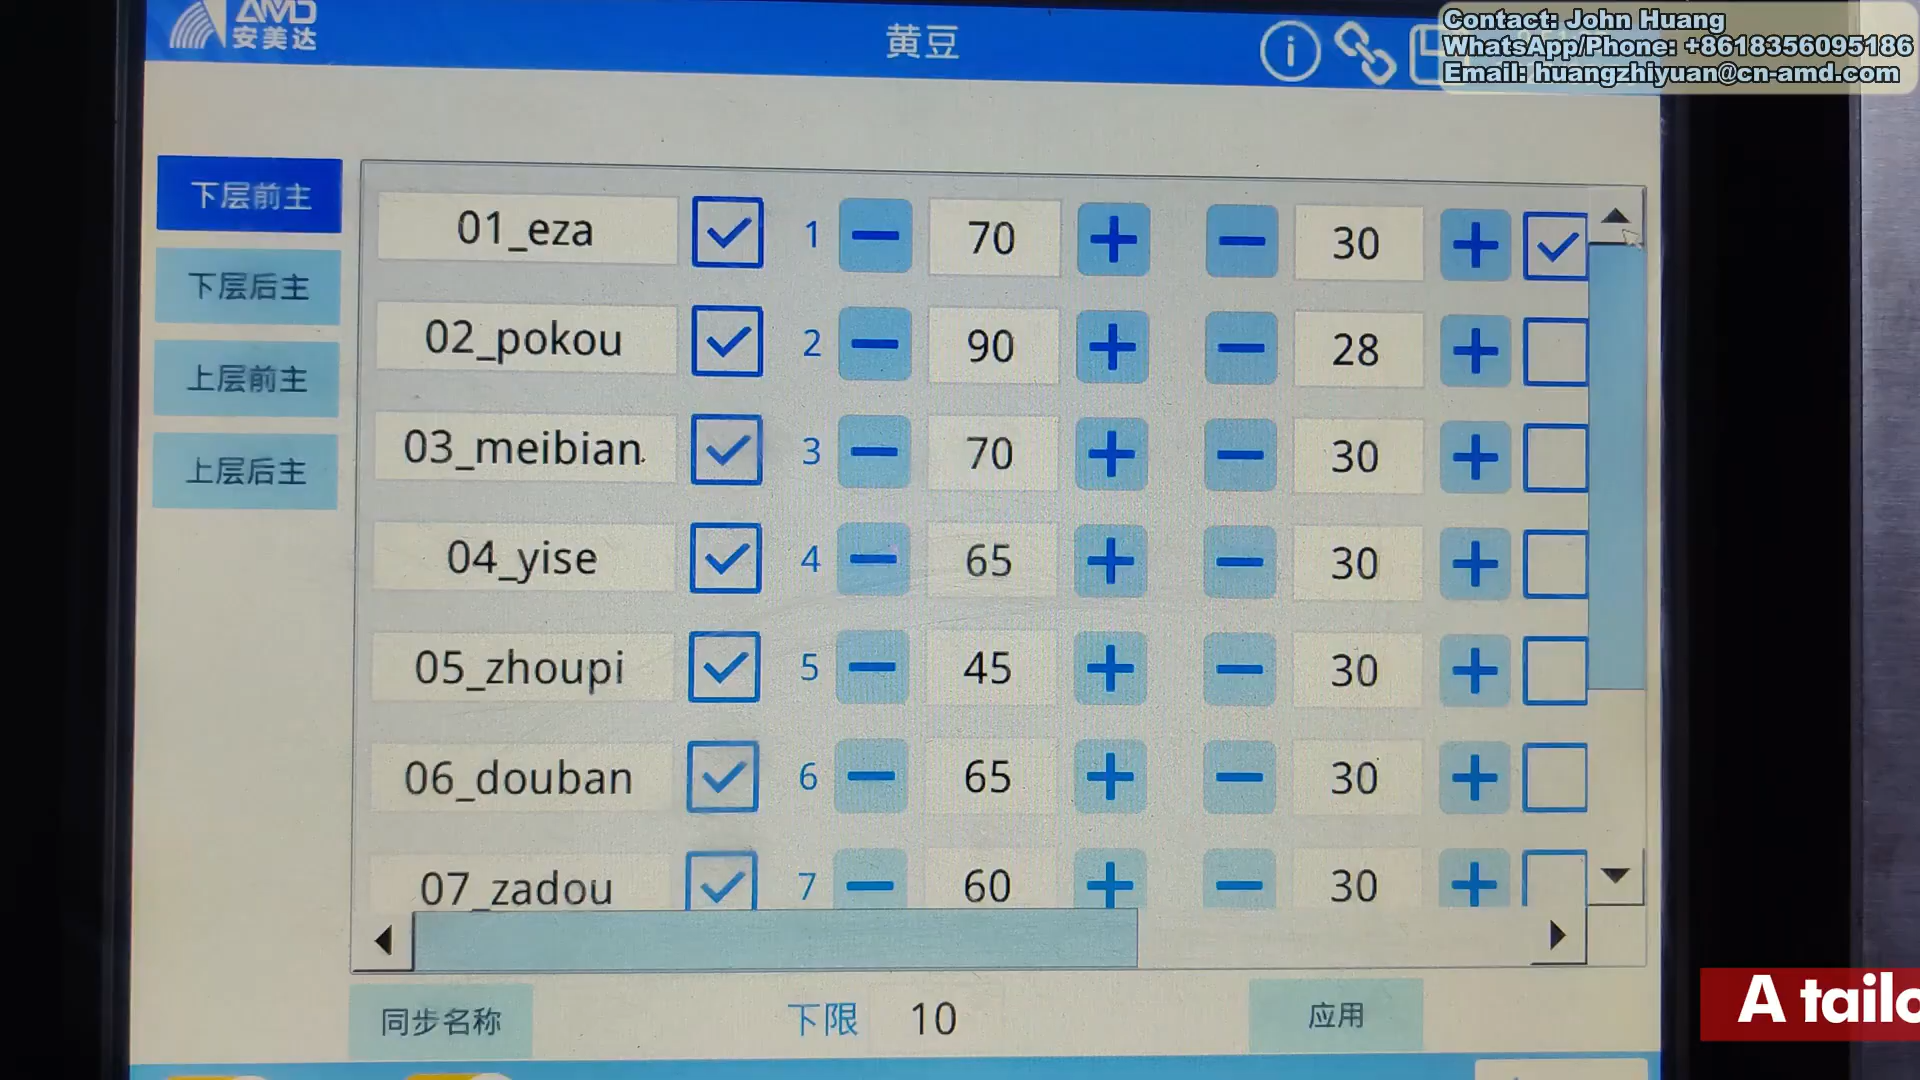 AMD
安美达
黄豆
Contact: John Huang
WhatsApp/Phone: +8618356095186
Email: huangzhiyuan@cn-amd.com
下层前主
下层后主
上层前主
上层后主
01_eza 1 70 30
02_pokou 2 90 28
03_meibian 3 70 30
04_yise 4 65 30
05_zhoupi 5 45 30
06_douban 6 65 30
07_zadou 7 60 30
同步名称 下限 10 应用
A tailo